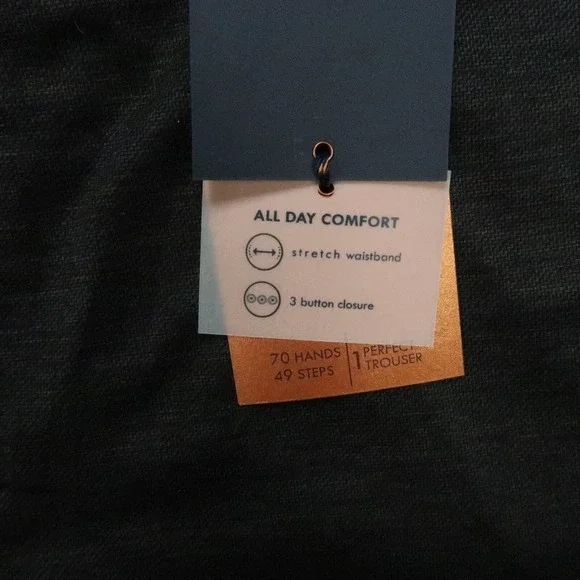 ALL DAY COMFORT
stretch waistband
3 button closure
70 HANDS
49 STEPS
1 PERFECT
TROUSER